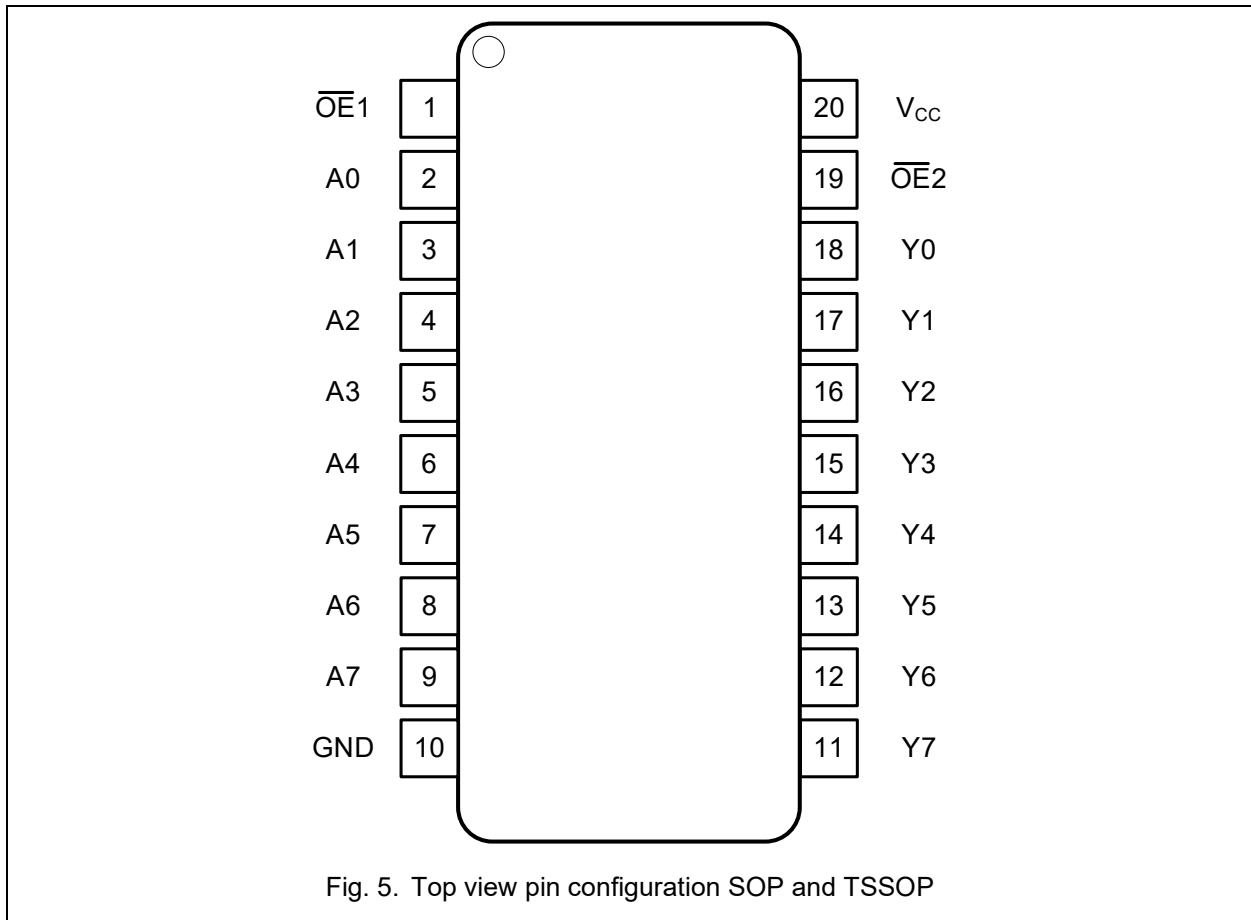 O̅E̅1 1 20 VCC
A0 2 19 O̅E̅2
A1 3 18 Y0
A2 4 17 Y1
A3 5 16 Y2
A4 6 15 Y3
A5 7 14 Y4
A6 8 13 Y5
A7 9 12 Y6
GND 10 11 Y7
Fig. 5. Top view pin configuration SOP and TSSOP